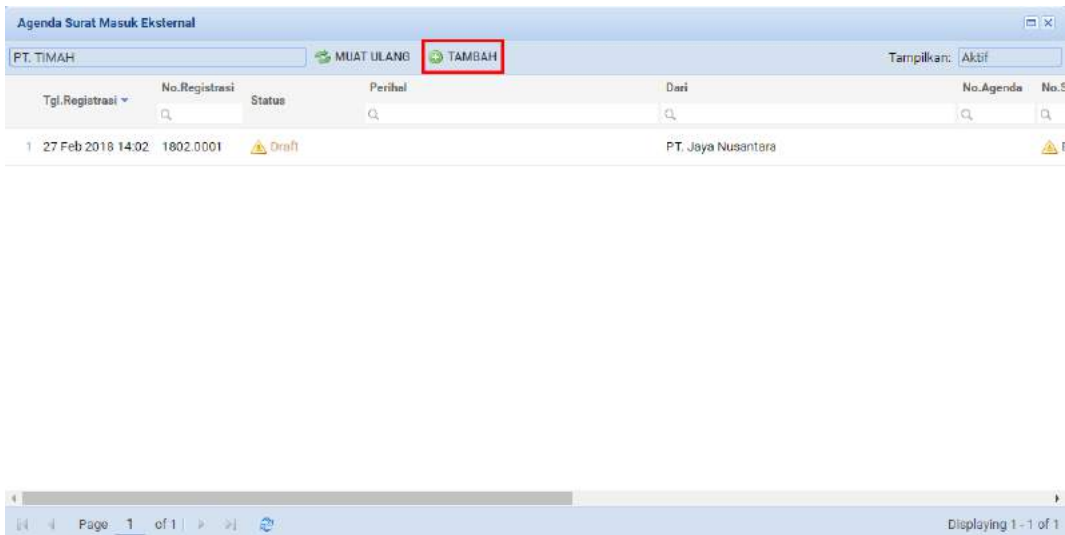 Agenda Surat Masuk Eksternal
PT. TIMAH MUAT ULANG TAMBAH Tampilkan: Aktif
Tgl.Registrasi No.Registrasi Status Perihal Dari No.Agenda No.S
1 27 Feb 2018 14:02 1802.0001 Draft PT. Jaya Nusantara
Page 1 of 1 Displaying 1 - 1 of 1